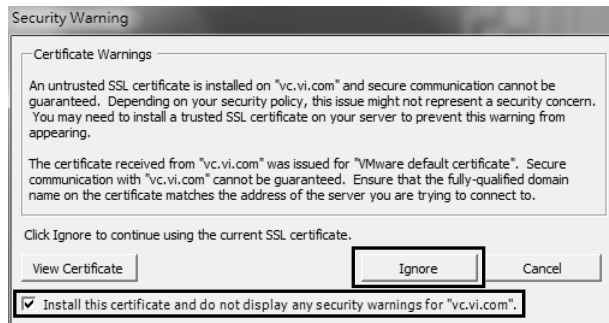 Security Warning
Certificate Warnings
An untrusted SSL certificate is installed on "vc.vi.com" and secure communication cannot be
guaranteed.  Depending on your security policy, this issue might not represent a security concern.
You may need to install a trusted SSL certificate on your server to prevent this warning from
appearing.
The certificate received from "vc.vi.com" was issued for "VMware default certificate".  Secure
communication with "vc.vi.com" cannot be guaranteed.  Ensure that the fully-qualified domain
name on the certificate matches the address of the server you are trying to connect to.
Click Ignore to continue using the current SSL certificate.
View Certificate Ignore Cancel
Install this certificate and do not display any security warnings for "vc.vi.com".